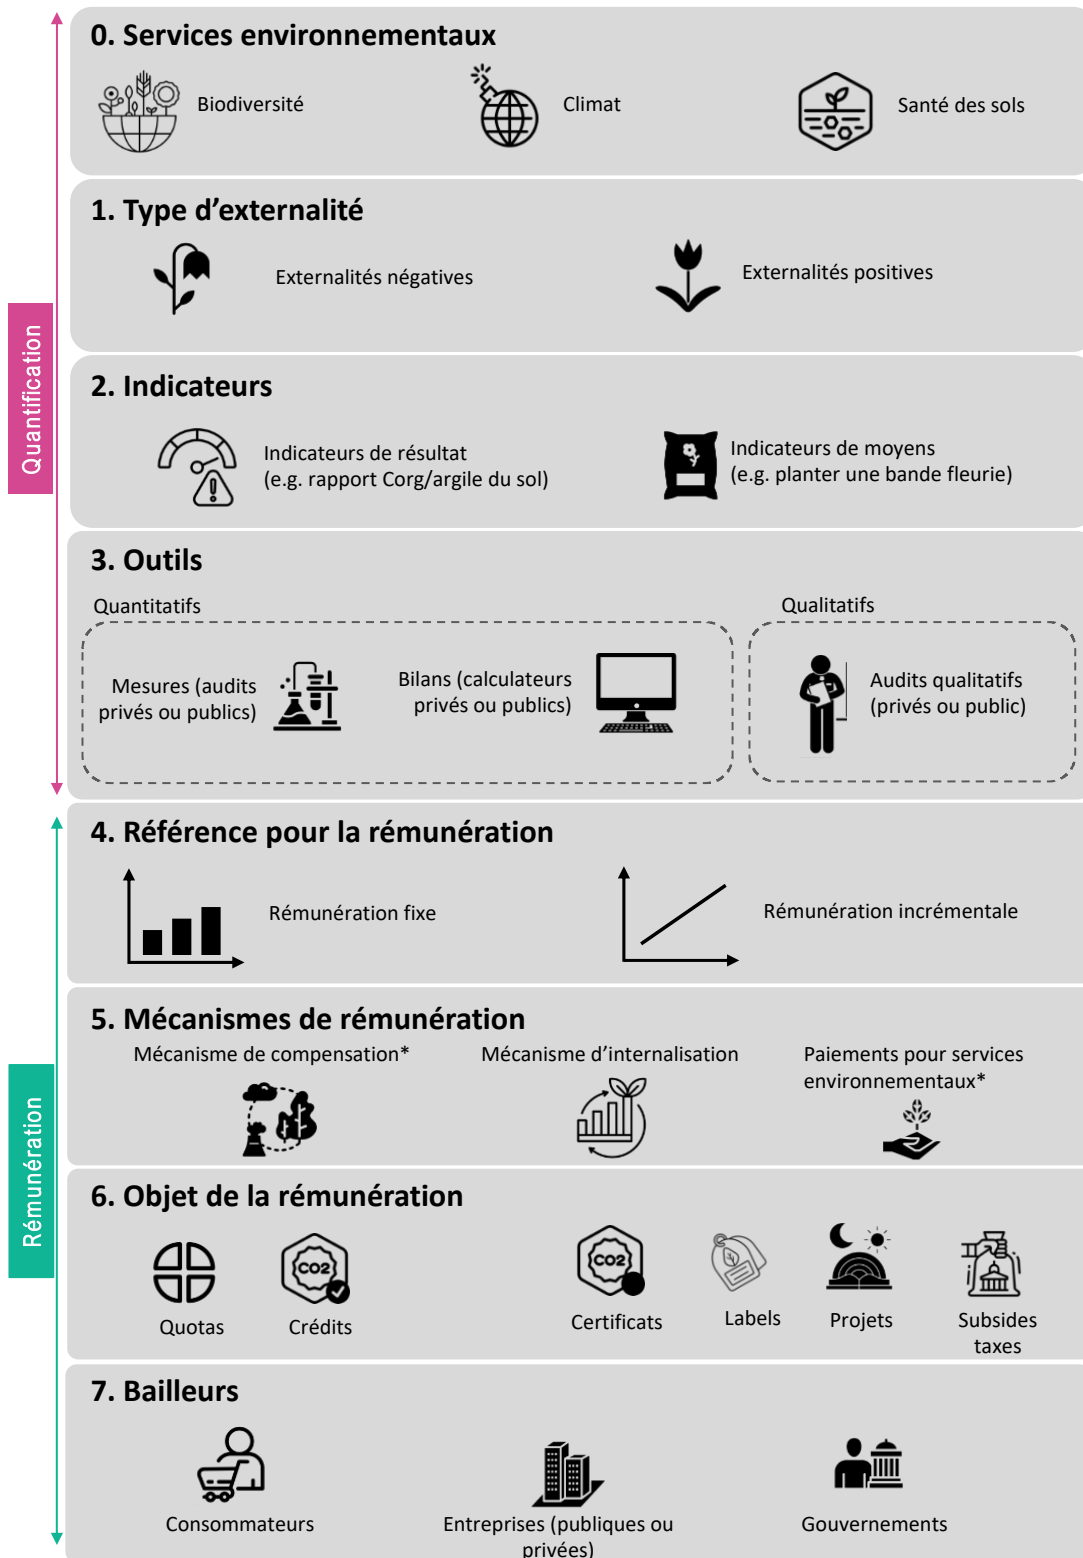 0. Services environnementaux
Biodiversité
Climat
Santé des sols
1. Type d’externalité
Externalités négatives
Externalités positives
Quantification
2. Indicateurs
Indicateurs de résultat
(e.g. rapport Corg/argile du sol)
Indicateurs de moyens
(e.g. planter une bande fleurie)
3. Outils
Quantitatifs
Qualitatifs
Mesures (audits
privés ou publics)
Bilans (calculateurs
privés ou publics)
Audits qualitatifs
(privés ou public)
4. Référence pour la rémunération
Rémunération fixe
Rémunération incrémentale
5. Mécanismes de rémunération
Mécanisme de compensation*
Mécanisme d’internalisation
Paiements pour services
environnementaux*
Rémunération
6. Objet de la rémunération
CO2
CO2
Quotas
Crédits
Certificats
Labels
Projets
Subsides
taxes
7. Bailleurs
Consommateurs
Entreprises (publiques ou
privées)
Gouvernements